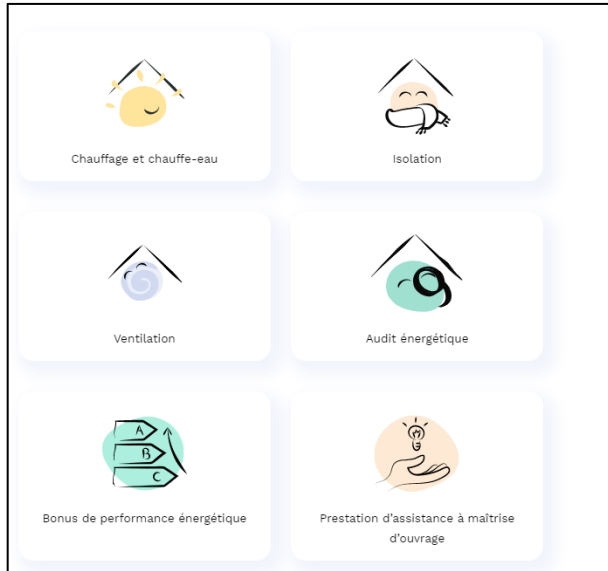 Chauffage et chauffe-eau
Isolation
Ventilation
Audit énergétique
A
B
C
Bonus de performance énergétique
Prestation d'assistance à maîtrise
d'ouvrage